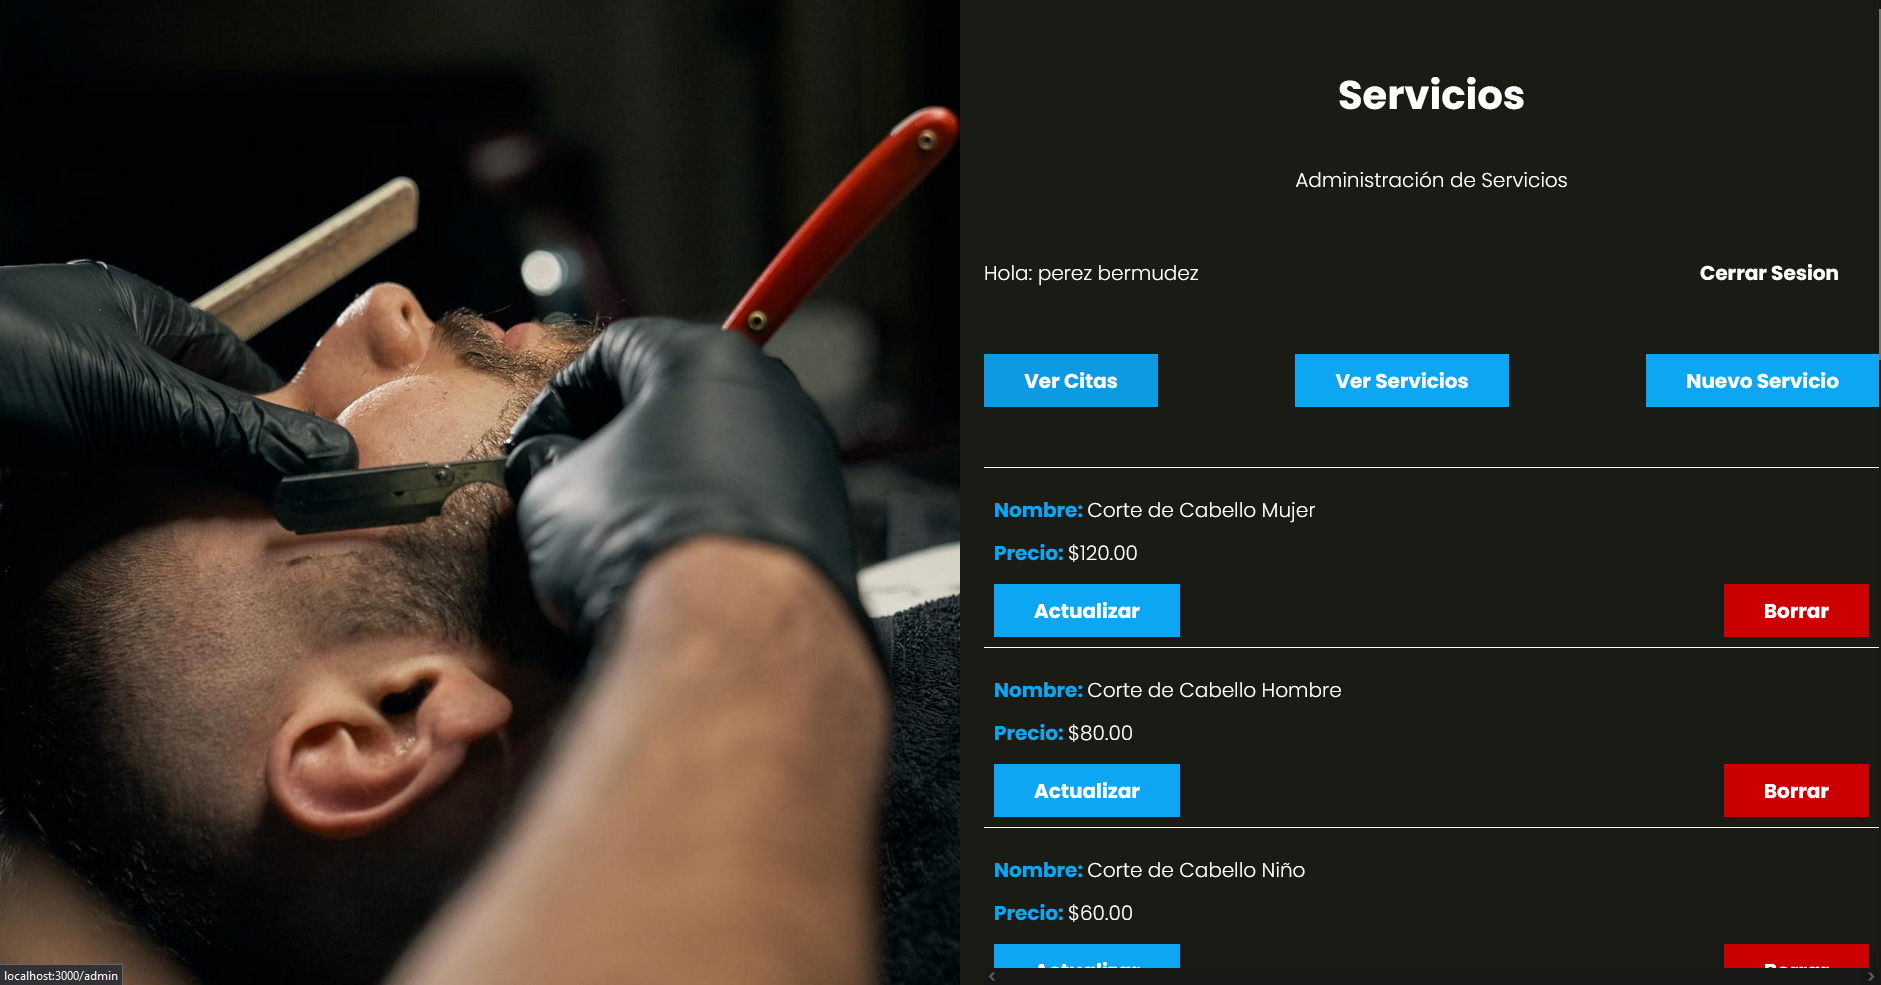 Servicios
Administración de Servicios
Hola: perez bermudez
Cerrar Sesion
Ver Citas
Ver Servicios
Nuevo Servicio
Nombre: Corte de Cabello Mujer
Precio: $120.00
Actualizar
Borrar
Nombre: Corte de Cabello Hombre
Precio: $80.00
Actualizar
Borrar
Nombre: Corte de Cabello Niño
Precio: $60.00
Actualizar
Borrar
localhost:3000/admin